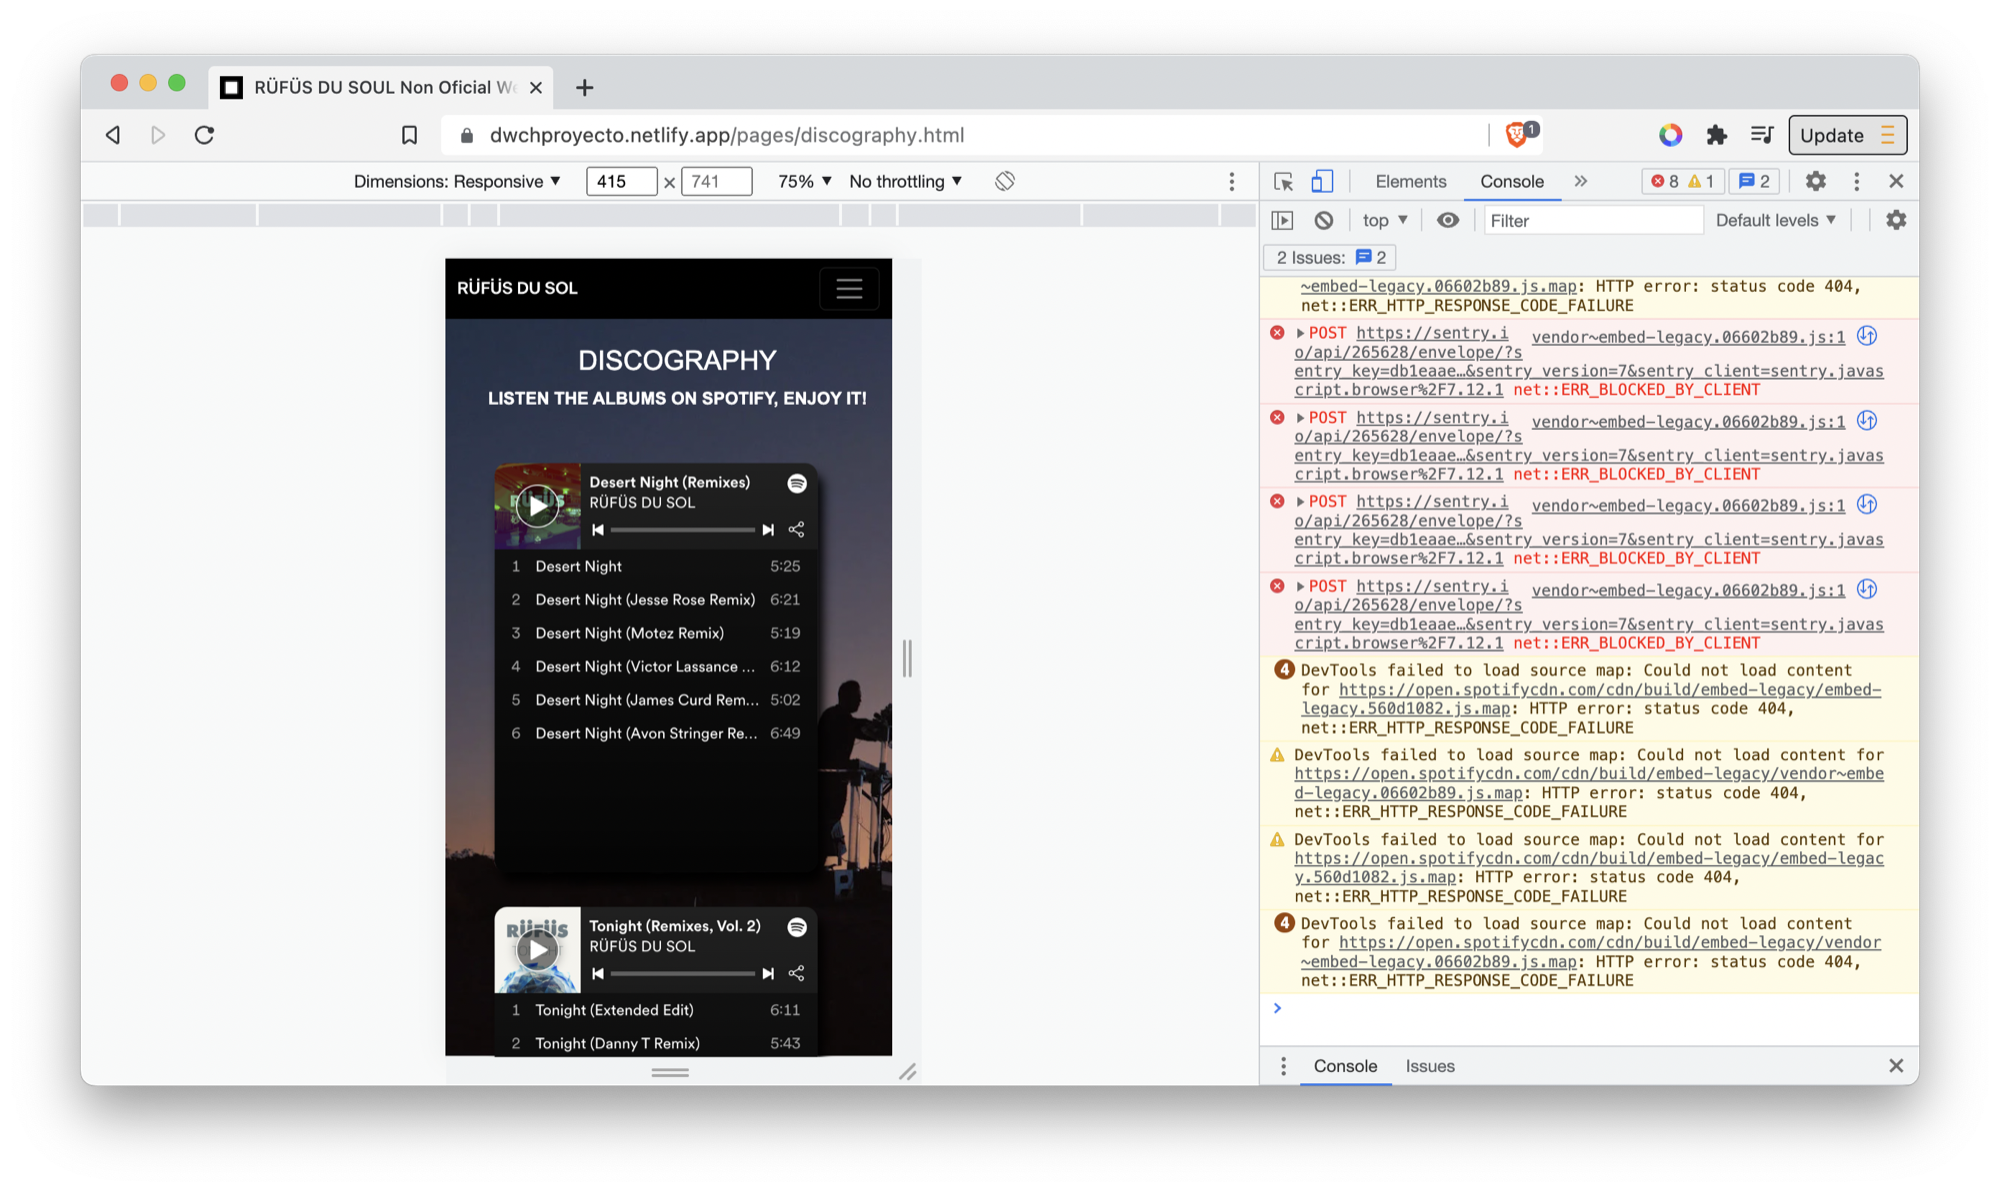 RÜFÜS DU SOUL Non Oficial We
dwchproyecto.netlify.app/pages/discography.html
1
Update
Dimensions: Responsive
415
×
741
75%
No throttling
Elements
Console
8
1
2
top
Filter
Default levels
2 Issues:
2
RÜFÜS DU SOL
DISCOGRAPHY
LISTEN THE ALBUMS ON SPOTIFY, ENJOY IT!
Desert Night (Remixes)
RÜFÜS DU SOL
1 Desert Night 5:25
2 Desert Night (Jesse Rose Remix) 6:21
3 Desert Night (Motez Remix) 5:19
4 Desert Night (Victor Lassance ... 6:12
5 Desert Night (James Curd Rem... 5:02
6 Desert Night (Avon Stringer Re... 6:49
Tonight (Remixes, Vol. 2)
RÜFÜS DU SOL
1 Tonight (Extended Edit) 6:11
2 Tonight (Danny T Remix) 5:43
~embed-legacy.06602b89.js.map: HTTP error: status code 404,
net::ERR_HTTP_RESPONSE_CODE_FAILURE
POST https://sentry.i vendor~embed-legacy.06602b89.js:1
o/api/265628/envelope/?s
entry_key=db1eaae…&sentry_version=7&sentry_client=sentry.javas
cript.browser%2F7.12.1 net::ERR_BLOCKED_BY_CLIENT
POST https://sentry.i vendor~embed-legacy.06602b89.js:1
o/api/265628/envelope/?s
entry_key=db1eaae…&sentry_version=7&sentry_client=sentry.javas
cript.browser%2F7.12.1 net::ERR_BLOCKED_BY_CLIENT
POST https://sentry.i vendor~embed-legacy.06602b89.js:1
o/api/265628/envelope/?s
entry_key=db1eaae…&sentry_version=7&sentry_client=sentry.javas
cript.browser%2F7.12.1 net::ERR_BLOCKED_BY_CLIENT
POST https://sentry.i vendor~embed-legacy.06602b89.js:1
o/api/265628/envelope/?s
entry_key=db1eaae…&sentry_version=7&sentry_client=sentry.javas
cript.browser%2F7.12.1 net::ERR_BLOCKED_BY_CLIENT
4 DevTools failed to load source map: Could not load content
for https://open.spotifycdn.com/cdn/build/embed-legacy/embed-
legacy.560d1082.js.map: HTTP error: status code 404,
net::ERR_HTTP_RESPONSE_CODE_FAILURE
DevTools failed to load source map: Could not load content for
https://open.spotifycdn.com/cdn/build/embed-legacy/vendor~embe
d-legacy.06602b89.js.map: HTTP error: status code 404,
net::ERR_HTTP_RESPONSE_CODE_FAILURE
DevTools failed to load source map: Could not load content for
https://open.spotifycdn.com/cdn/build/embed-legacy/embed-legac
y.560d1082.js.map: HTTP error: status code 404,
net::ERR_HTTP_RESPONSE_CODE_FAILURE
4 DevTools failed to load source map: Could not load content
for https://open.spotifycdn.com/cdn/build/embed-legacy/vendor
~embed-legacy.06602b89.js.map: HTTP error: status code 404,
net::ERR_HTTP_RESPONSE_CODE_FAILURE
Console
Issues